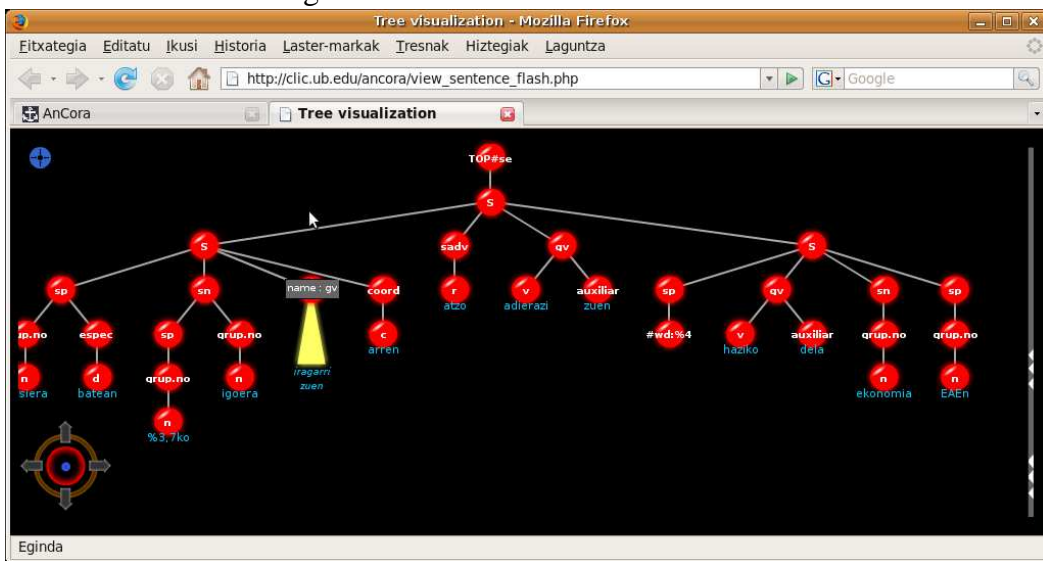 Tree visualization - Mozilla Firefox
Fitxategia Editatu Ikusi Historia Laster-markak Tresnak Hiztegiak Laguntza
http://clic.ub.edu/ancora/view_sentence_flash.php G Google
AnCora Tree visualization
TOP#se
S
S sadv gv S
sp sn name : gv coord r v auxiliar sp gv sn sp
atzo adierazi zuen
up.no espec sp grup.no c #wd:%4 v auxiliar grup.no grup.no
arren haziko dela
n d grup.no n iragarri n n
siera batean igoera zuen ekonomia EAEn
n
%3,7ko
Eginda